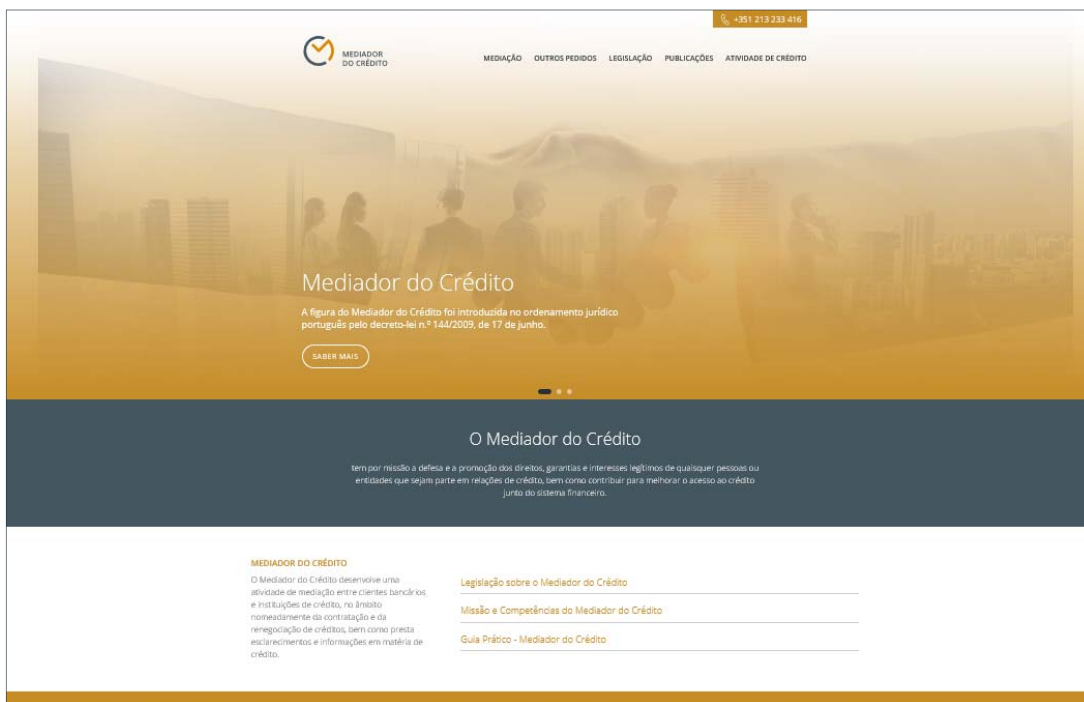 +351 213 233 416
MEDIADOR
DO CRÉDITO
MEDIAÇÃO OUTROS PEDIDOS LEGISLAÇÃO PUBLICAÇÕES ATIVIDADE DE CRÉDITO
Mediador do Crédito
A figura do Mediador do Crédito foi introduzida no ordenamento jurídico
português pelo decreto-lei n.º 144/2009, de 17 de junho.
SABER MAIS
O Mediador do Crédito
tem por missão a defesa e a promoção dos direitos, garantias e interesses legítimos de quaisquer pessoas ou
entidades que sejam parte em relações de crédito, bem como contribuir para melhorar o acesso ao crédito
junto do sistema financeiro.
MEDIADOR DO CRÉDITO
O Mediador do Crédito desenvolve uma
atividade de mediação entre clientes bancários
e instituições de crédito, no âmbito
nomeadamente da contratação e da
renegociação de créditos, bem como presta
esclarecimentos e informações em matéria de
crédito.
Legislação sobre o Mediador do Crédito
Missão e Competências do Mediador do Crédito
Guia Prático - Mediador do Crédito